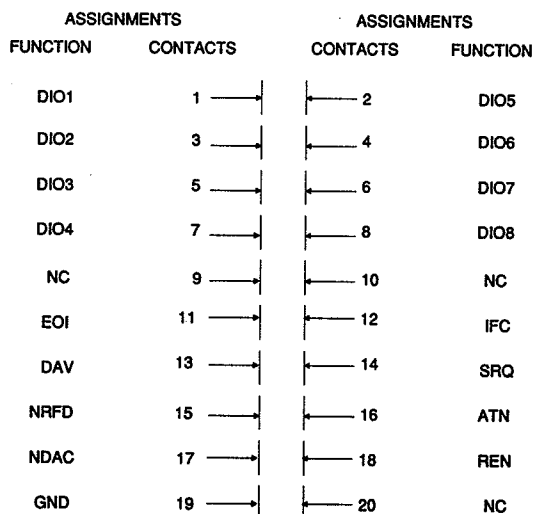 ASSIGNMENTS ASSIGNMENTS
FUNCTION CONTACTS CONTACTS FUNCTION
DIO1 1 2 DIO5
DIO2 3 4 DIO6
DIO3 5 6 DIO7
DIO4 7 8 DIO8
NC 9 10 NC
EOI 11 12 IFC
DAV 13 14 SRQ
NRFD 15 16 ATN
NDAC 17 18 REN
GND 19 20 NC